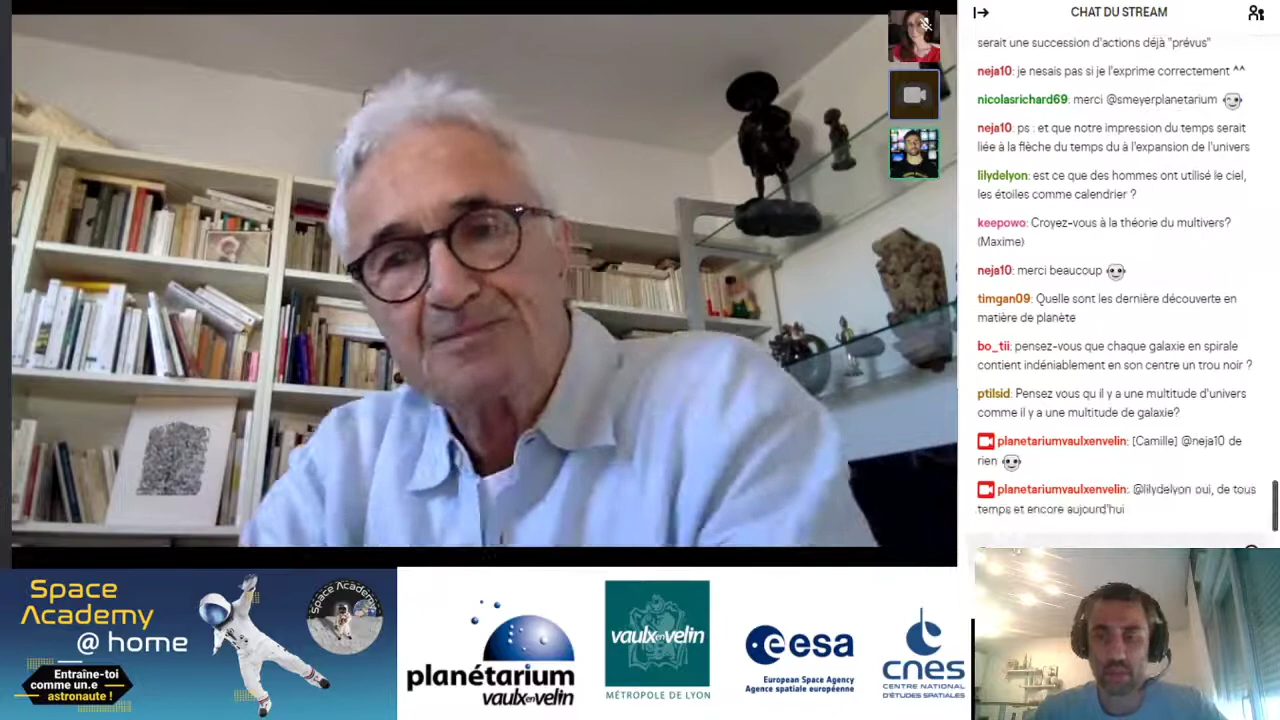 CHAT DU STREAM
serait une succession d'actions déjà "prévus"
neja10: je nesais pas si je l'exprime correctement ^^
nicolasrichard69: merci @smeyerplanetarium
neja10: ps : et que notre impression du temps serait
liée à la flèche du temps du à l'expansion de l'univers
lilydelyon: est ce que des hommes ont utilisé le ciel,
les étoiles comme calendrier ?
keepowo: Croyez-vous à la théorie du multivers?
(Maxime)
neja10: merci beaucoup
timgan09: Quelle sont les dernière découverte en
matière de planète
bo_tii: pensez-vous que chaque galaxie en spirale
contient indéniablement en son centre un trou noir ?
ptilsid: Pensez vous qu il y a une multitude d'univers
comme il y a une multitude de galaxie?
planetariumvaulxenvelin: [Camille] @neja10 de
rien
planetariumvaulxenvelin: @lilydelyon oui, de tous
temps et encore aujourd'hui
Space
Academy
@ home
Entraîne-toi
comme un.e
astronaute !
Space Academy
planétarium
vaulx en velin
vaulx en velin
MÉTROPOLE DE LYON
esa
European Space Agency
Agence spatiale européenne
cnes
CENTRE NATIONAL
D'ÉTUDES SPATIALES